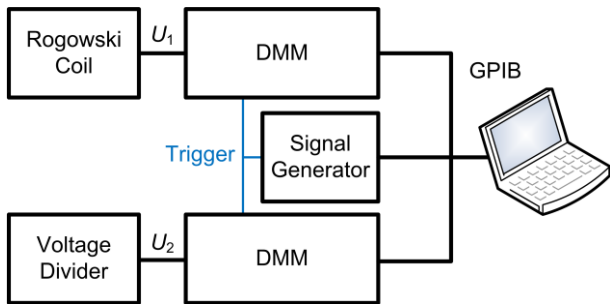 Rogowski
Coil
U1
DMM
GPIB
Trigger
Signal
Generator
Voltage
Divider
U2
DMM